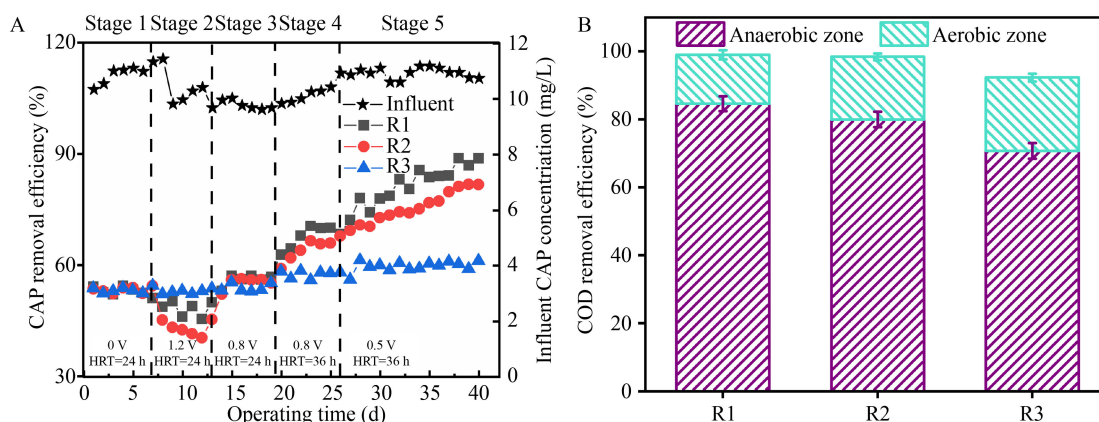 A
Stage 1 Stage 2 Stage 3 Stage 4 Stage 5
120
90
60
30
CAP removal efficiency (%)
Influent
R1
R2
R3
0 V
HRT=24 h
1.2 V
HRT=24 h
0.8 V
HRT=24 h
0.8 V
HRT=36 h
0.5 V
HRT=36 h
0 5 10 15 20 25 30 35 40
Operating time (d)
12
10
8
6
4
2
0
Influent CAP concentriation (mg/L)
B
Anaerobic zone Aerobic zone
100
80
60
40
20
0
COD removal efficiency (%)
R1 R2 R3